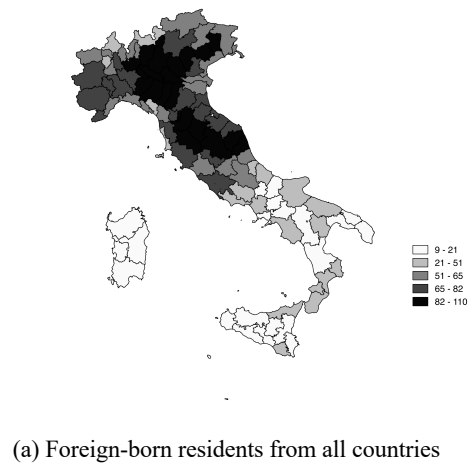 9 - 21
21 - 51
51 - 65
65 - 82
82 - 110
(a) Foreign-born residents from all countries